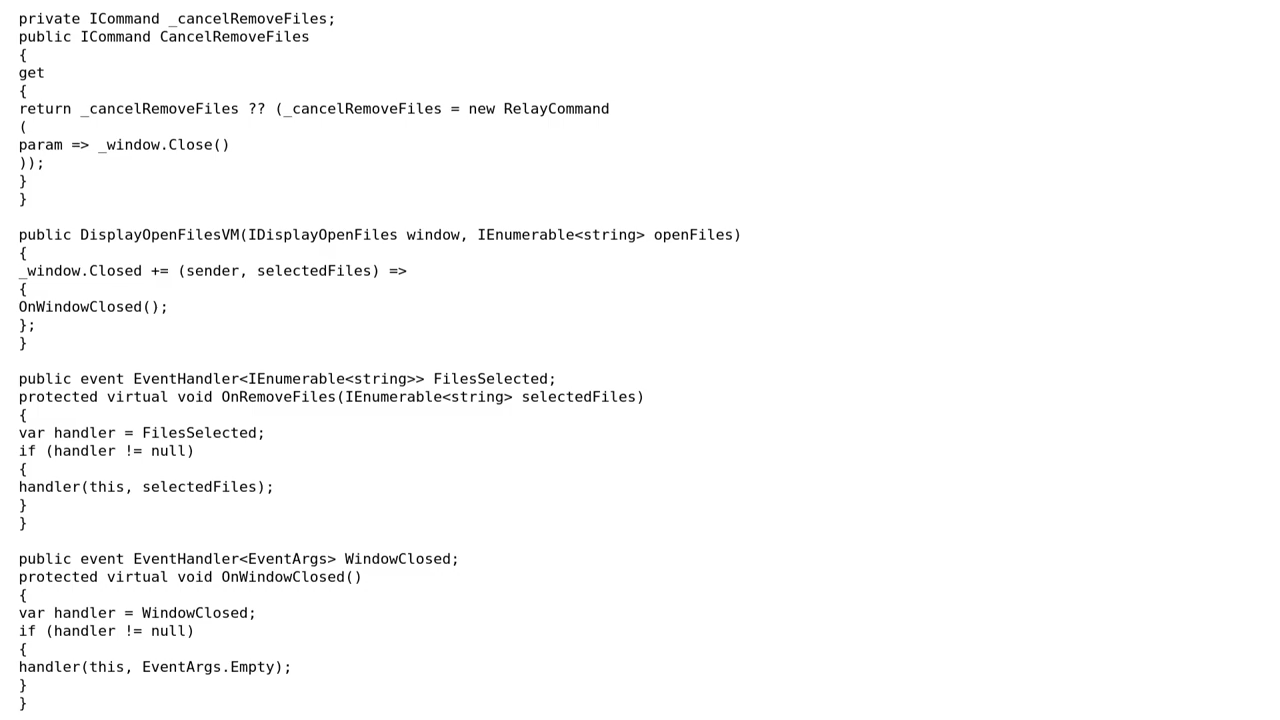 private ICommand _cancelRemoveFiles;
public ICommand CancelRemoveFiles
{
get
{
return _cancelRemoveFiles ?? (_cancelRemoveFiles = new RelayCommand
(
param => _window.Close()
));
}
}

public DisplayOpenFilesVM(IDisplayOpenFiles window, IEnumerable<string> openFiles)
{
_window.Closed += (sender, selectedFiles) =>
{
OnWindowClosed();
};
}

public event EventHandler<IEnumerable<string>> FilesSelected;
protected virtual void OnRemoveFiles(IEnumerable<string> selectedFiles)
{
var handler = FilesSelected;
if (handler != null)
{
handler(this, selectedFiles);
}
}

public event EventHandler<EventArgs> WindowClosed;
protected virtual void OnWindowClosed()
{
var handler = WindowClosed;
if (handler != null)
{
handler(this, EventArgs.Empty);
}
}